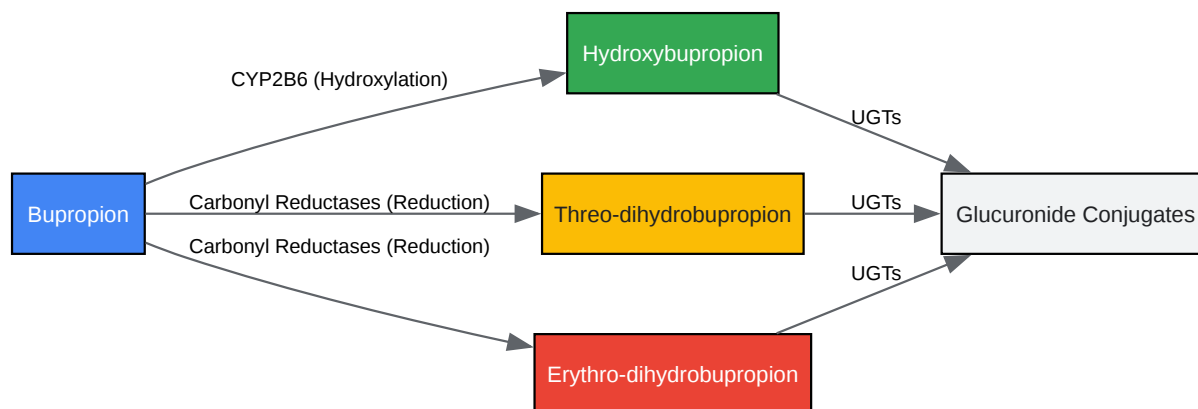 Hydroxybupropion
CYP2B6 (Hydroxylation)
UGTs
Bupropion
Carbonyl Reductases (Reduction)
Threo-dihydrobupropion
UGTs
Glucuronide Conjugates
Carbonyl Reductases (Reduction)
UGTs
Erythro-dihydrobupropion